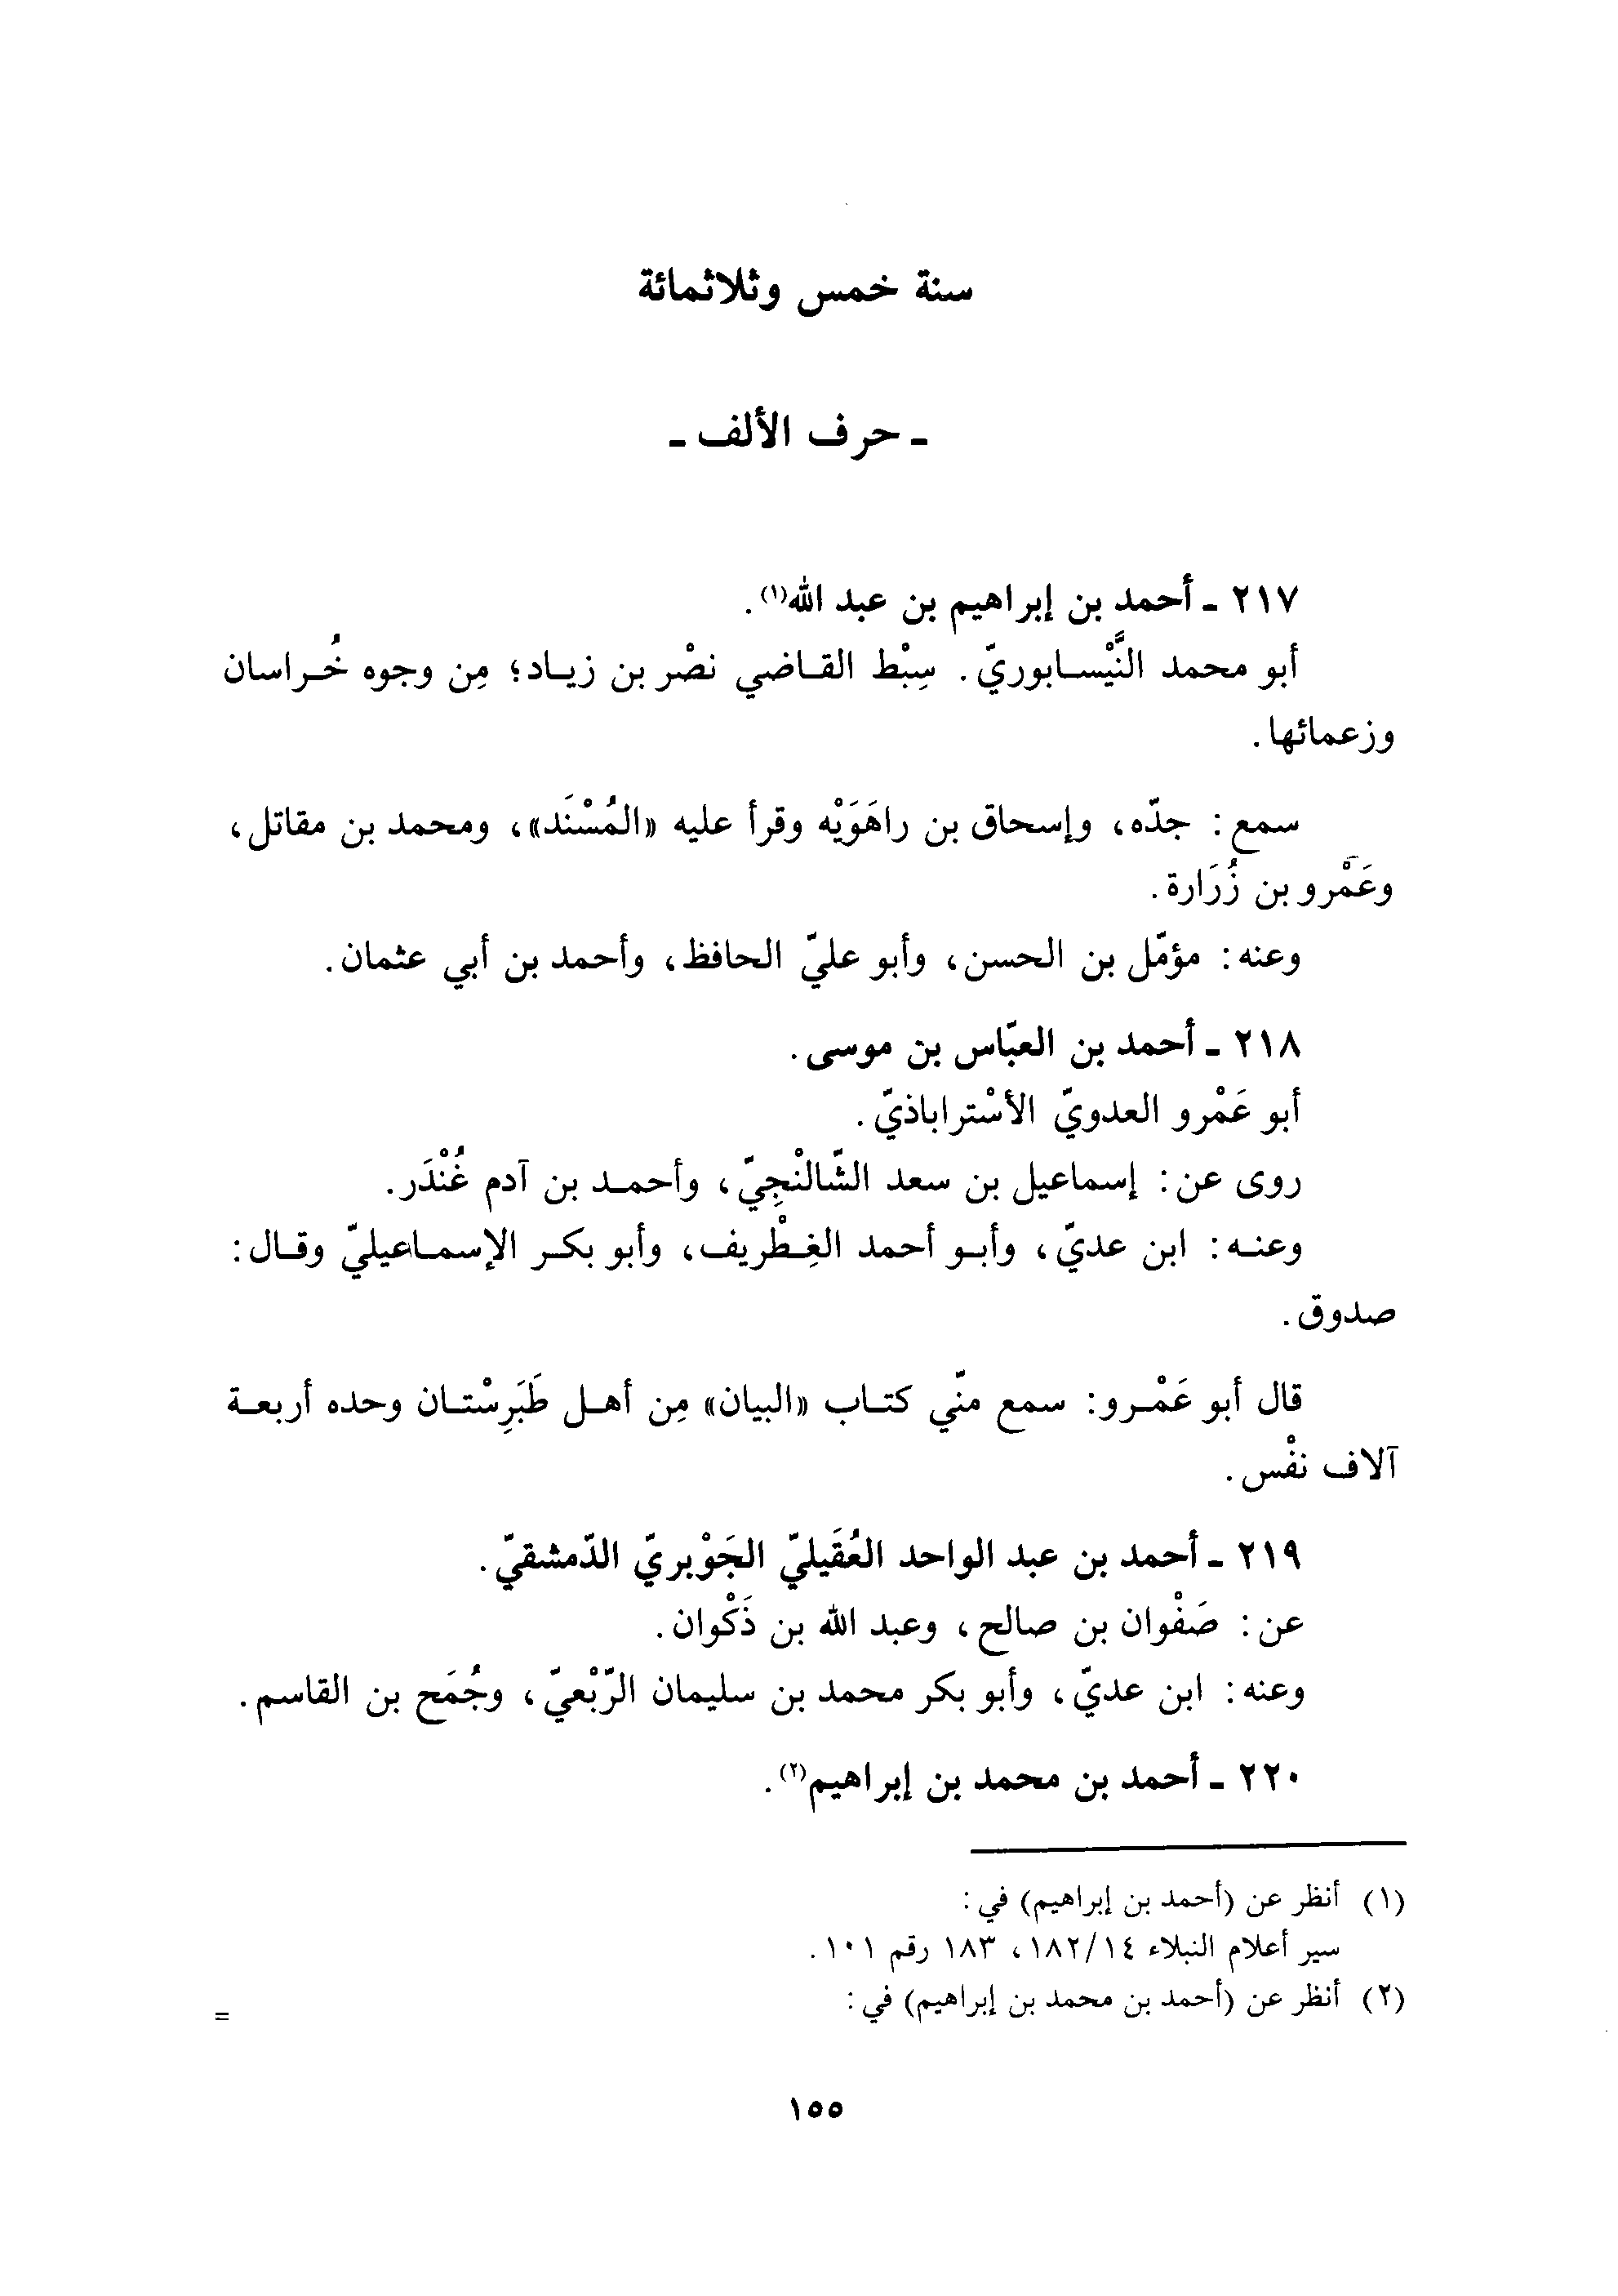 سنة خمس وثلاثمائة
ـ حرف الألف ـ
٢١٧ ـ أحمد بن إبراهيم بن عبد الله(١).
أبو محمد النَّيْسابوريّ. سِبْط القاضي نصْر بن زياد؛ مِن وجوه خُراسان
وزعمائها.
سمع: جدّه، وإسحاق بن راهَوَيْه وقرأ عليه «المُسْنَد»، ومحمد بن مقاتل،
وعَمْرو بن زُرَارة.
وعنه: مؤمّل بن الحسن، وأبو عليّ الحافظ، وأحمد بن أبي عثمان.
٢١٨ ـ أحمد بن العبّاس بن موسى.
أبو عَمْرو العدويّ الأسْتراباذيّ.
روى عن: إسماعيل بن سعد الشّالنْجِيّ، وأحمد بن آدم غُنْدَر.
وعنه: ابن عديّ، وأبو أحمد الغِطْريف، وأبو بكر الإسماعيليّ وقال:
صدوق.
قال أبو عَمْرو: سمع منّي كتاب «البيان» مِن أهل طَبَرِسْتان وحده أربعة
آلاف نفْس.
٢١٩ ـ أحمد بن عبد الواحد العُقَيليّ الجَوْبريّ الدّمشقيّ.
عن: صَفْوان بن صالح، وعبد الله بن ذَكْوان.
وعنه: ابن عديّ، وأبو بكر محمد بن سليمان الرّبْعيّ، وجُمَح بن القاسم.
٢٢٠ ـ أحمد بن محمد بن إبراهيم(٢).
(١) أنظر عن (أحمد بن إبراهيم) في:
سير أعلام النبلاء ١٨٢/١٤، ١٨٣ رقم ١٠١.
(٢) أنظر عن (أحمد بن محمد بن إبراهيم) في:
=
١٥٥